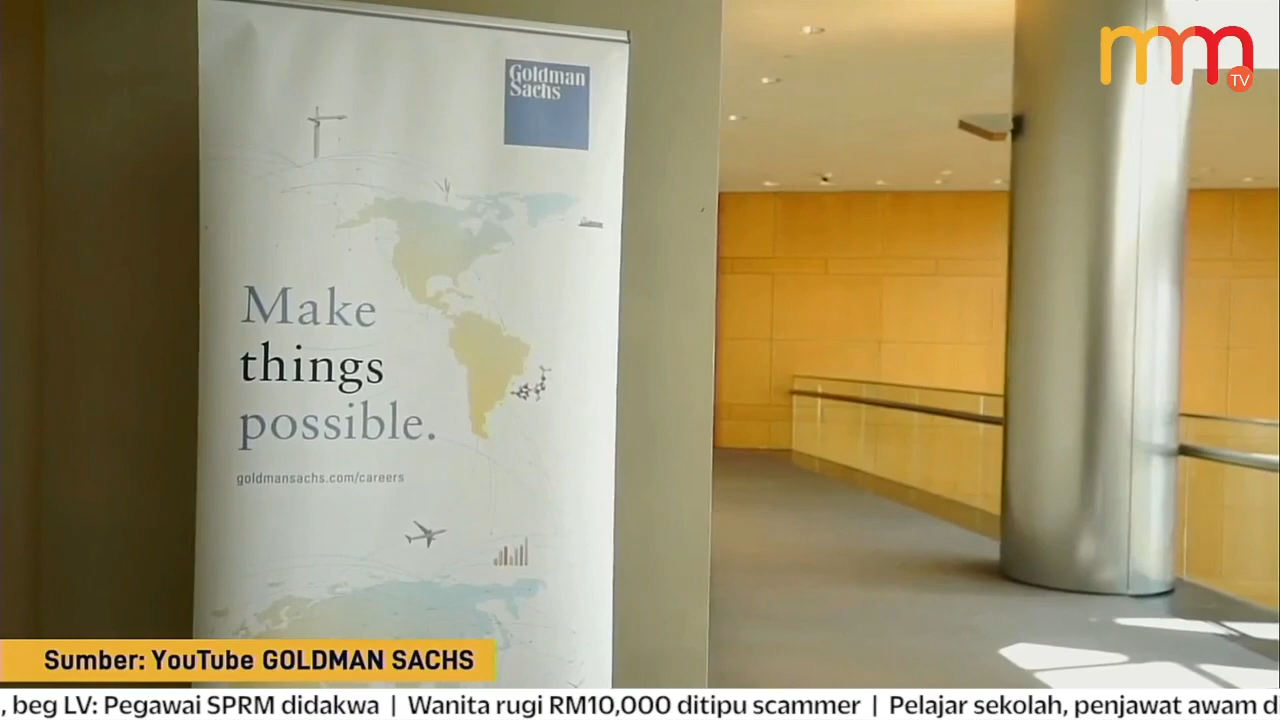 mm
TV
Goldman
Sachs
Make
things
possible.
goldmansachs.com/careers
Sumber: YouTube GOLDMAN SACHS
, beg LV: Pegawai SPRM didakwa | Wanita rugi RM10,000 ditipu scammer | Pelajar sekolah, penjawat awam d